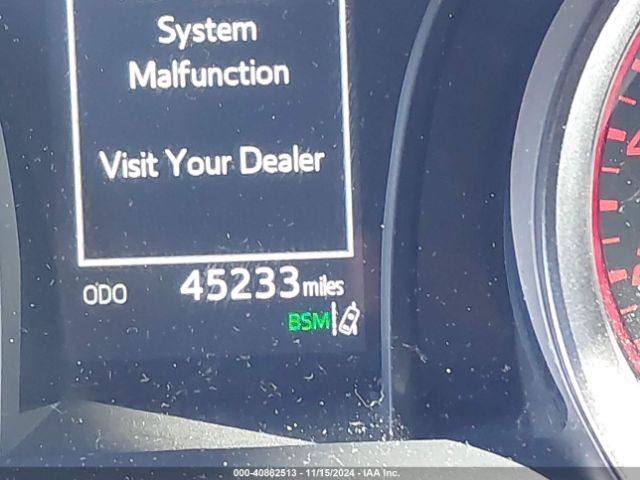 System
Malfunction
Visit Your Dealer
ODO 45233 miles
BSM
000-40882513 - 11/15/2024 - IAA Inc.